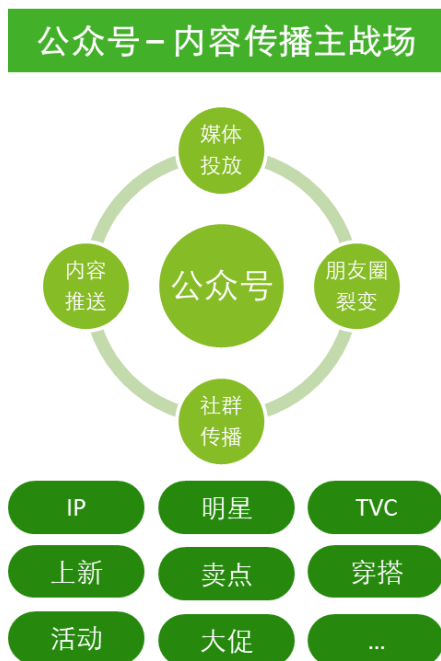 公众号–内容传播主战场
媒体
投放
内容
推送
公众号
朋友圈
裂变
社群
传播
IP
明星
TVC
上新
卖点
穿搭
活动
大促
...